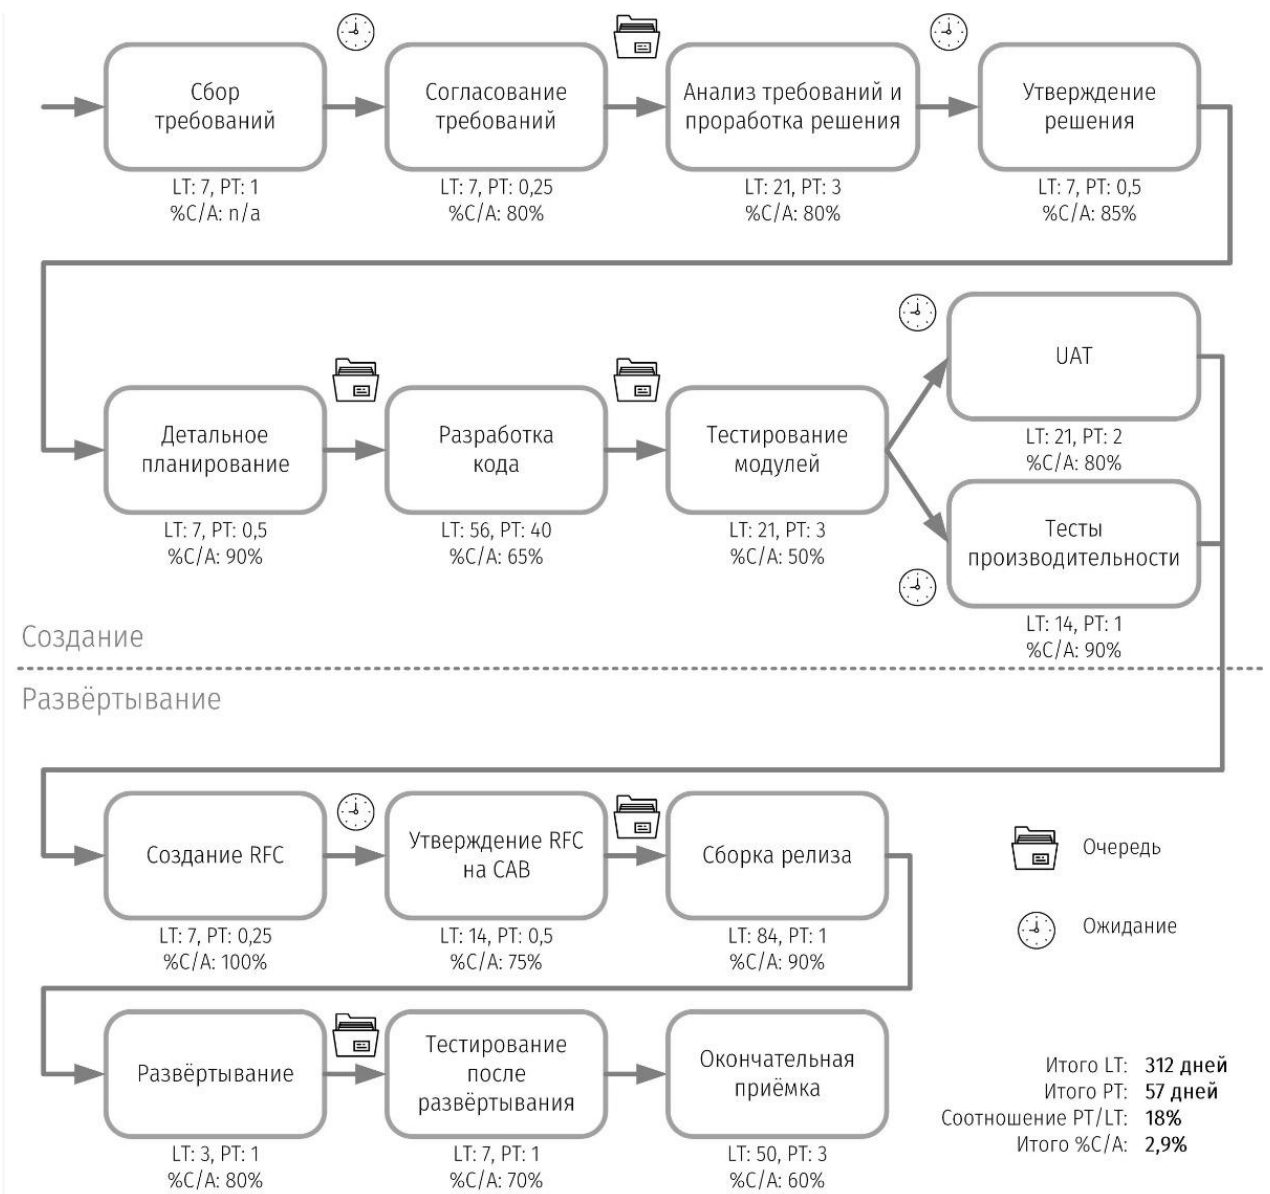 Сбор
требований
LT: 7, PT: 1
%C/A: n/a
Согласование
требований
LT: 7, PT: 0,25
%C/A: 80%
Анализ требований и
проработка решения
LT: 21, PT: 3
%C/A: 80%
Утверждение
решения
LT: 7, PT: 0,5
%C/A: 85%
Детальное
планирование
LT: 7, PT: 0,5
%C/A: 90%
Разработка
кода
LT: 56, PT: 40
%C/A: 65%
Тестирование
модулей
LT: 21, PT: 3
%C/A: 50%
UAT
LT: 21, PT: 2
%C/A: 80%
Тесты
производительности
LT: 14, PT: 1
%C/A: 90%
Создание
Развёртывание
Создание RFC
LT: 7, PT: 0,25
%C/A: 100%
Утверждение RFC
на CAB
LT: 14, PT: 0,5
%C/A: 75%
Сборка релиза
LT: 84, PT: 1
%C/A: 90%
Очередь
Ожидание
Развёртывание
LT: 3, PT: 1
%C/A: 80%
Тестирование
после
развёртывания
LT: 7, PT: 1
%C/A: 70%
Окончательная
приёмка
LT: 50, PT: 3
%C/A: 60%
Итого LT: 312 дней
Итого PT: 57 дней
Соотношение PT/LT: 18%
Итого %C/A: 2,9%